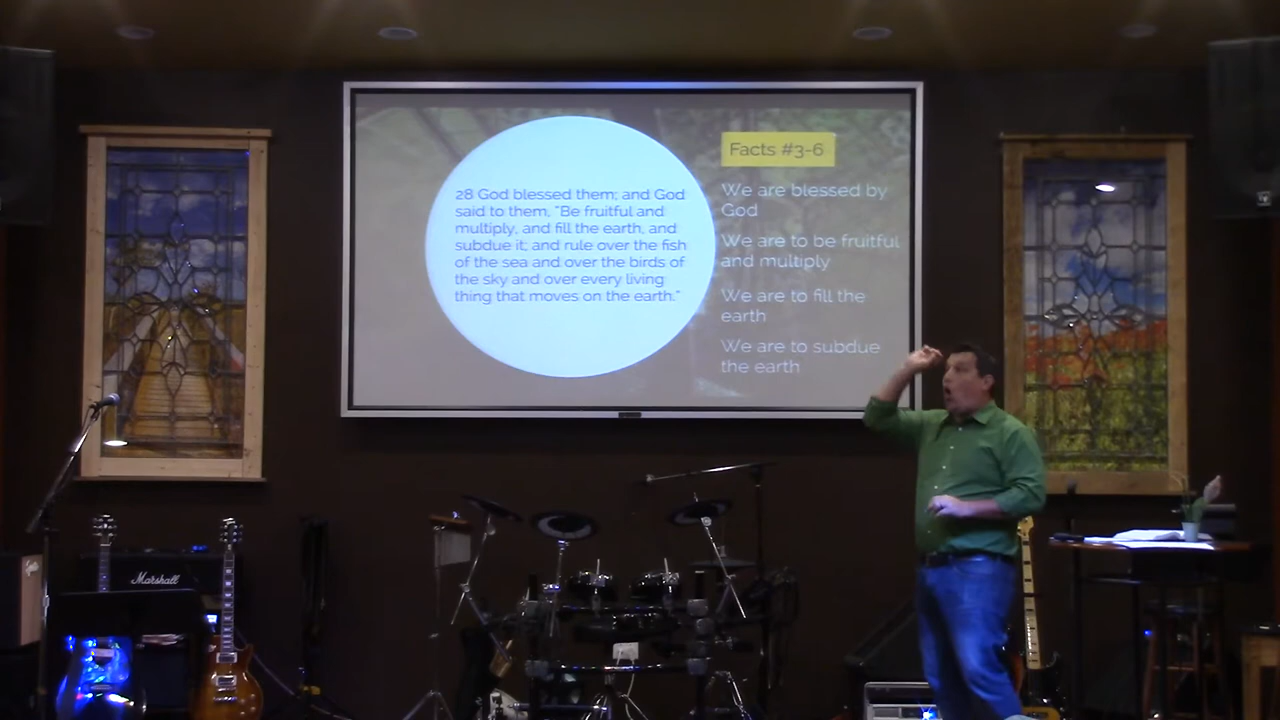 28 God blessed them; and God
said to them, "Be fruitful and
multiply, and fill the earth, and
subdue it; and rule over the fish
of the sea and over the birds of
the sky and over every living
thing that moves on the earth."
Facts #3-6
We are blessed by
God
We are to be fruitful
and multiply
We are to fill the
earth
We are to subdue
the earth
Marshall